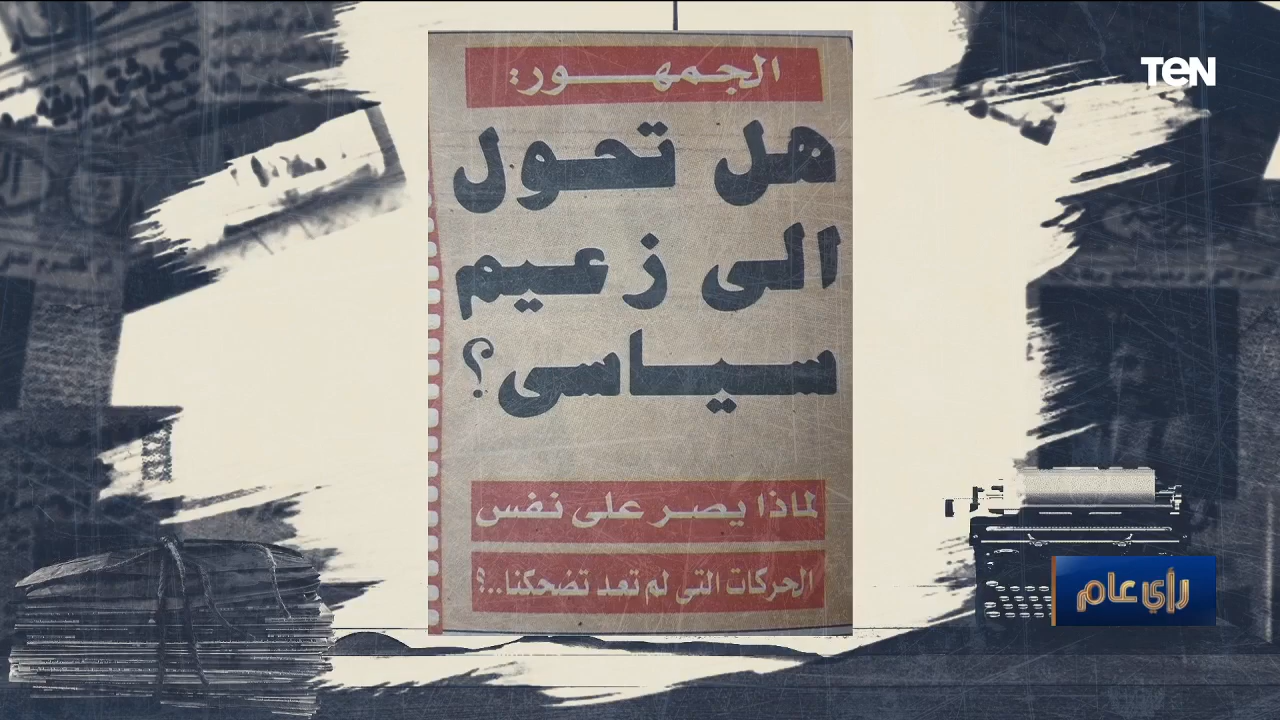 TeN
الجمهور:
هل تحول
الى زعيم
سياسى؟
لماذا يصر على نفس
الحركات التى لم تعد تضحكنا..؟
رأي عام